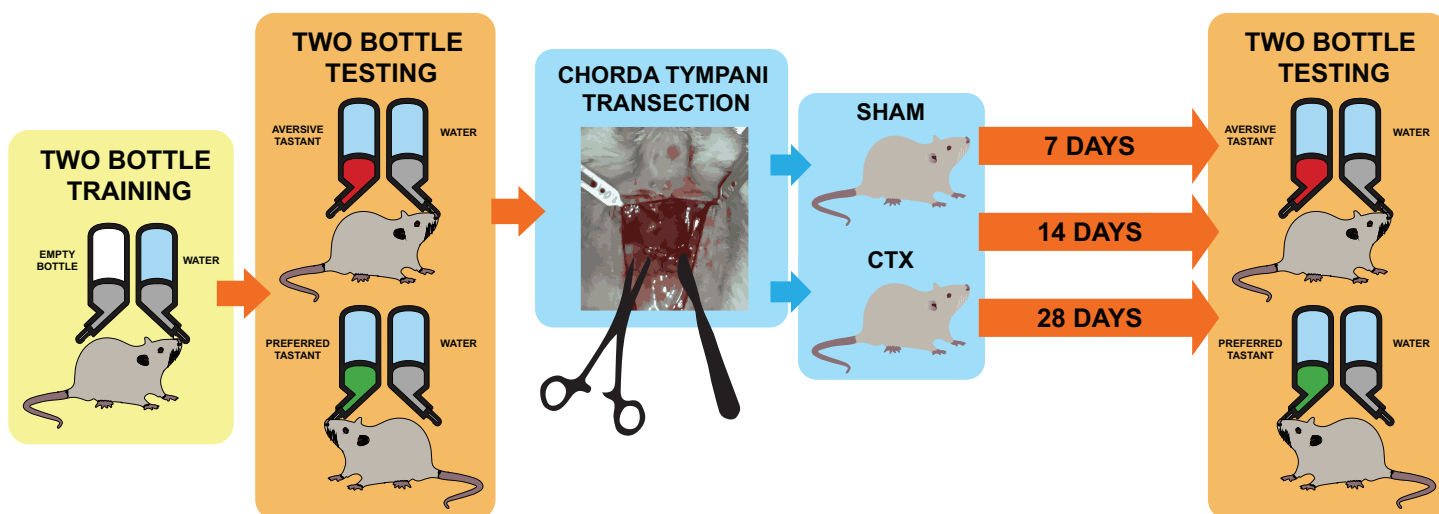 TWO BOTTLE
TRAINING
EMPTY
BOTTLE
WATER
TWO BOTTLE
TESTING
AVERSIVE
TASTANT
WATER
PREFERRED
TASTANT
WATER
CHORDA TYMPANI
TRANSECTION
SHAM
CTX
7 DAYS
14 DAYS
28 DAYS
TWO BOTTLE
TESTING
AVERSIVE
TASTANT
WATER
PREFERRED
TASTANT
WATER